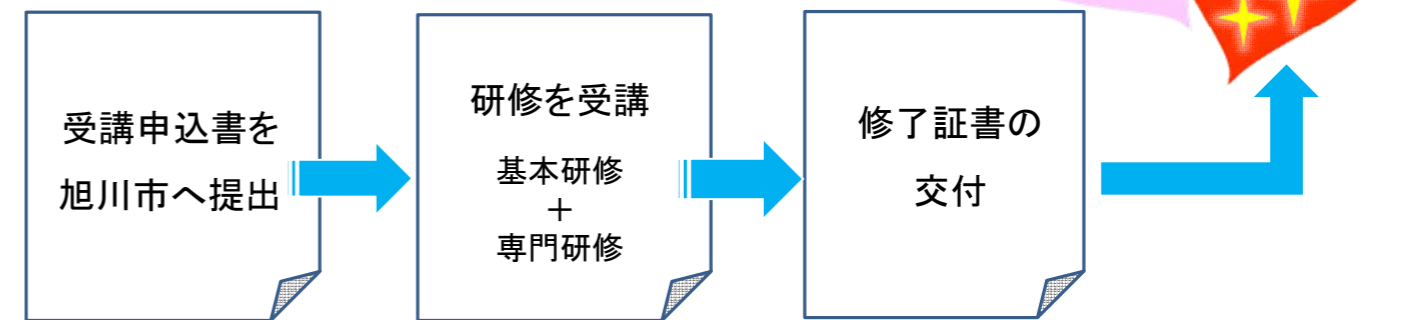 受講申込書を
旭川市へ提出
研修を受講
基本研修
＋
専門研修
修了証書の
交付